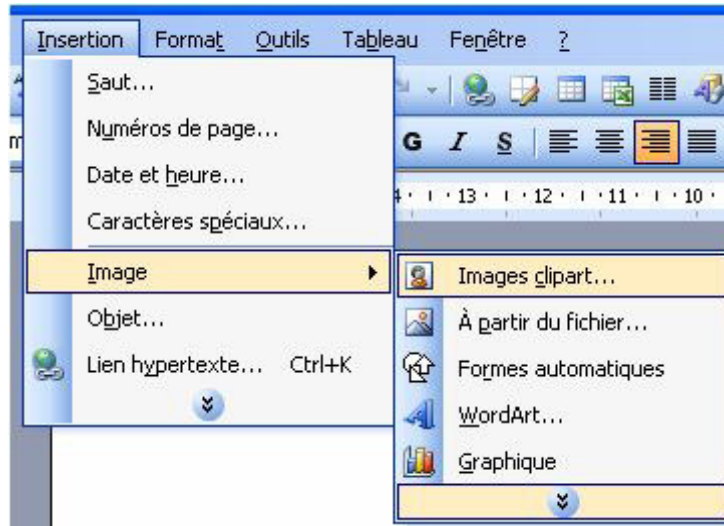 Insertion Format Outils Tableau Fenêtre ?
Saut...
Numéros de page...
G I S
Date et heure...
4 · 13 · 12 · 11 · 10 ·
Caractères spéciaux...
Image
Images clipart...
Objet...
À partir du fichier...
Lien hypertexte... Ctrl+K
Formes automatiques
WordArt...
Graphique